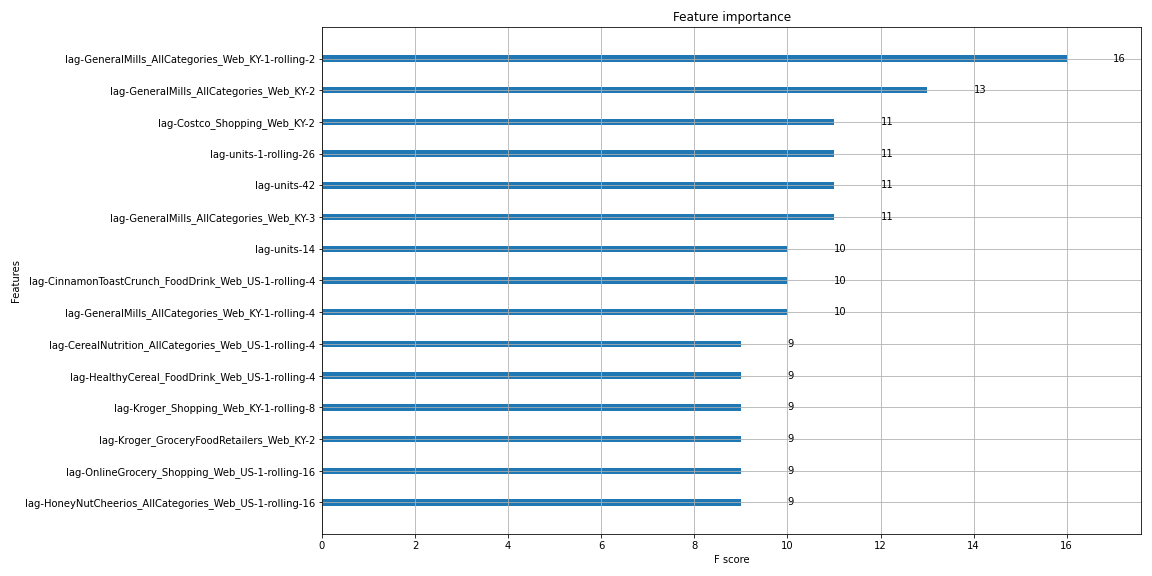 Feature importance
lag-GeneralMills_AllCategories_Web_KY-1-rolling-2 16
lag-GeneralMills_AllCategories_Web_KY-2 13
lag-Costco_Shopping_Web_KY-2 11
lag-units-1-rolling-26 11
lag-units-42 11
lag-GeneralMills_AllCategories_Web_KY-3 11
lag-units-14 10
lag-CinnamonToastCrunch_FoodDrink_Web_US-1-rolling-4 10
lag-GeneralMills_AllCategories_Web_KY-1-rolling-4 10
lag-CerealNutrition_AllCategories_Web_US-1-rolling-4 9
lag-HealthyCereal_FoodDrink_Web_US-1-rolling-4 9
lag-Kroger_Shopping_Web_KY-1-rolling-8 9
lag-Kroger_GroceryFoodRetailers_Web_KY-2 9
lag-OnlineGrocery_Shopping_Web_US-1-rolling-16 9
lag-HoneyNutCheerios_AllCategories_Web_US-1-rolling-16 9
Features
0 2 4 6 8 10 12 14 16
F score